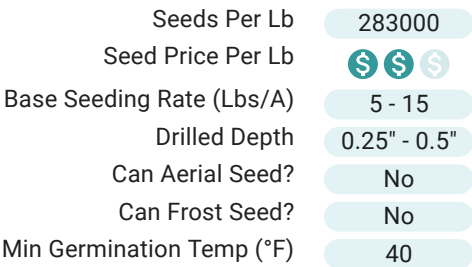 Seeds Per Lb 283000
Seed Price Per Lb $ $ $
Base Seeding Rate (Lbs/A) 5 - 15
Drilled Depth 0.25" - 0.5"
Can Aerial Seed? No
Can Frost Seed? No
Min Germination Temp (°F) 40